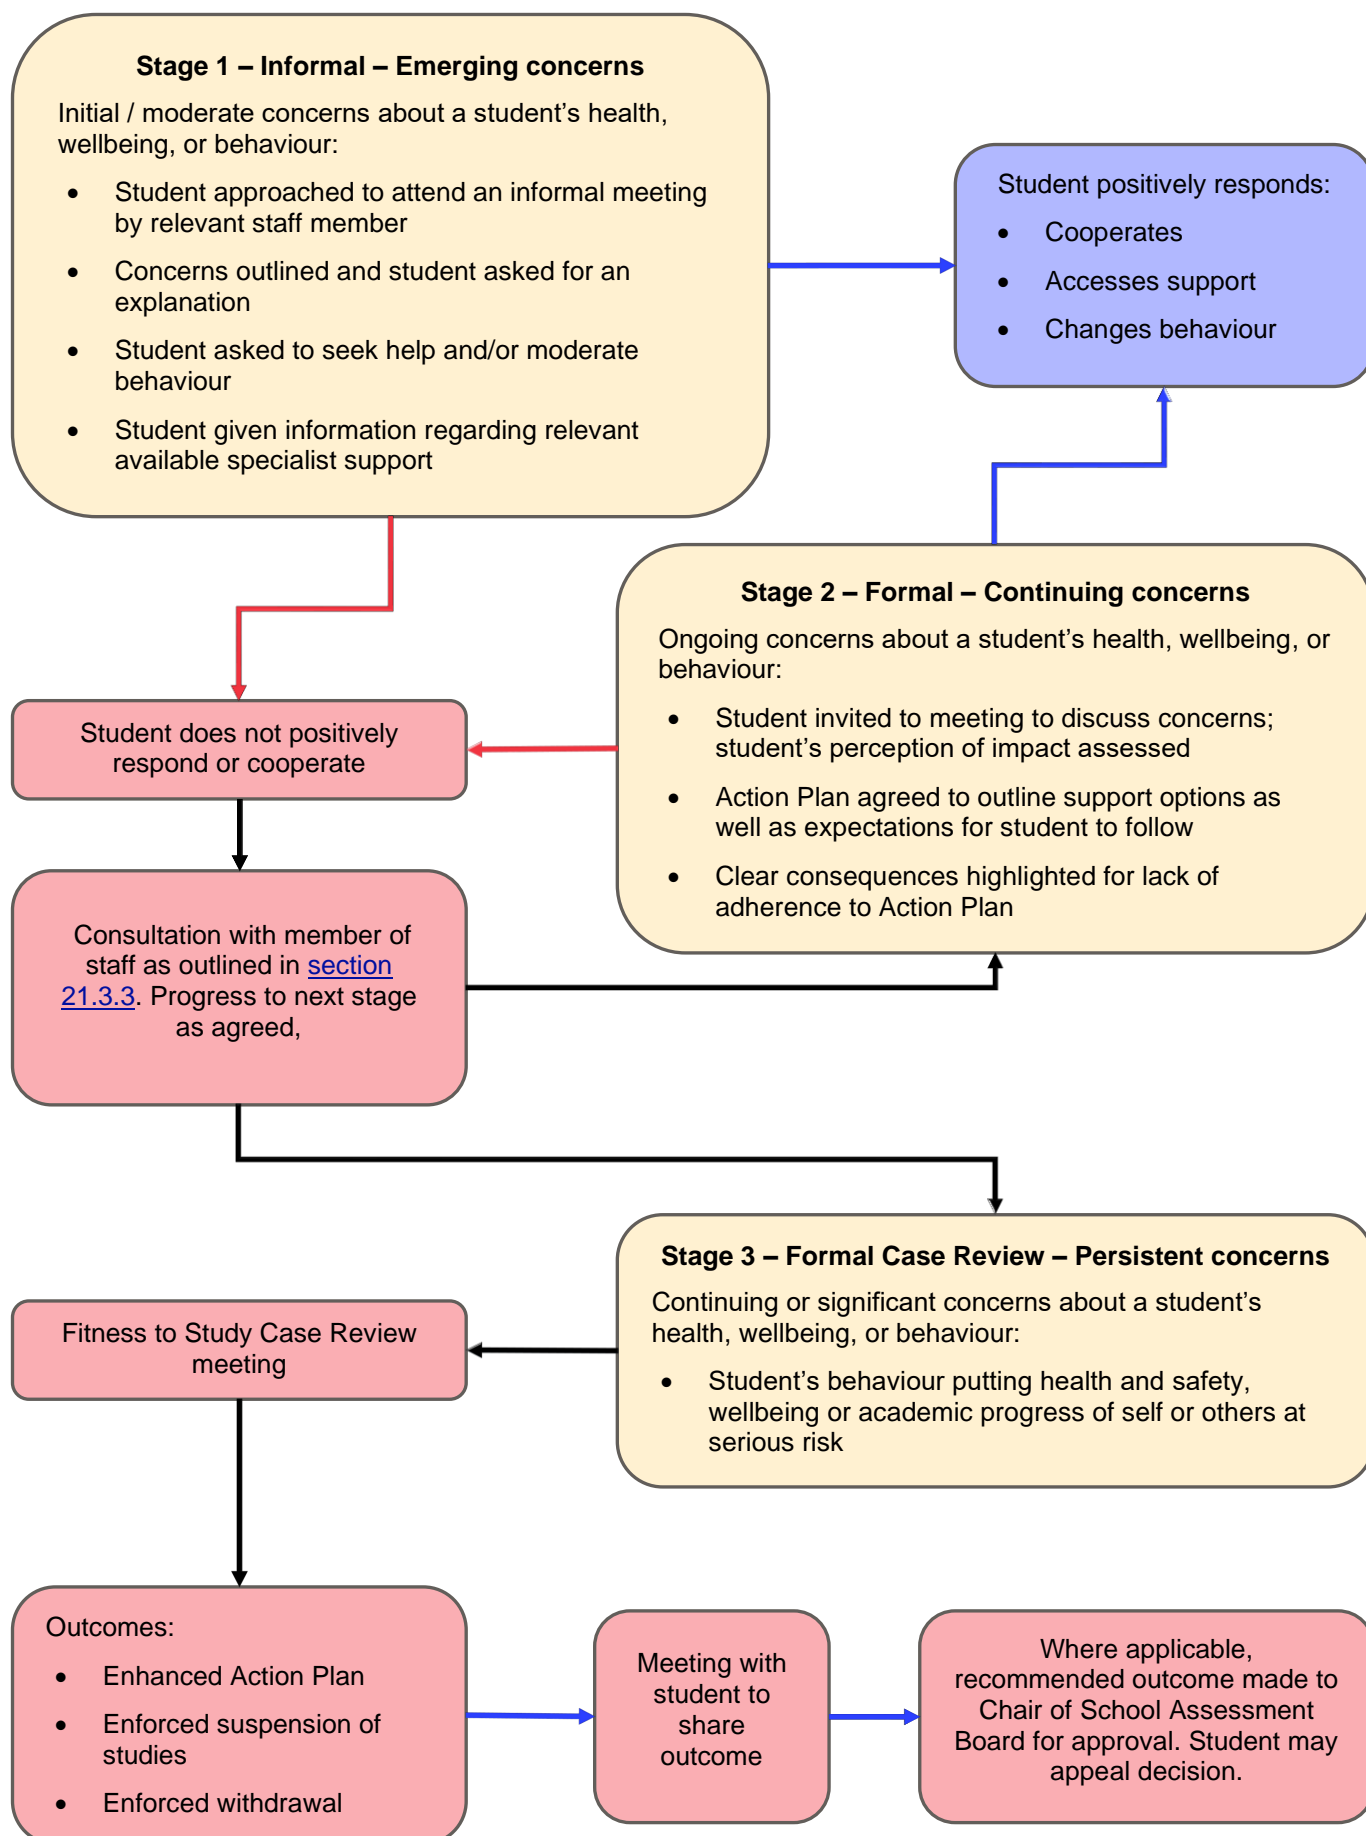 Stage 1 – Informal – Emerging concerns
Initial / moderate concerns about a student’s health,
wellbeing, or behaviour:
• Student approached to attend an informal meeting
by relevant staff member
• Concerns outlined and student asked for an
explanation
• Student asked to seek help and/or moderate
behaviour
• Student given information regarding relevant
available specialist support
Student positively responds:
• Cooperates
• Accesses support
• Changes behaviour
Stage 2 – Formal – Continuing concerns
Ongoing concerns about a student’s health, wellbeing, or
behaviour:
• Student invited to meeting to discuss concerns;
student’s perception of impact assessed
• Action Plan agreed to outline support options as
well as expectations for student to follow
• Clear consequences highlighted for lack of
adherence to Action Plan
Student does not positively
respond or cooperate
Consultation with member of
staff as outlined in section
21.3.3. Progress to next stage
as agreed,
Stage 3 – Formal Case Review – Persistent concerns
Continuing or significant concerns about a student’s
health, wellbeing, or behaviour:
• Student’s behaviour putting health and safety,
wellbeing or academic progress of self or others at
serious risk
Fitness to Study Case Review
meeting
Outcomes:
• Enhanced Action Plan
• Enforced suspension of
studies
• Enforced withdrawal
Meeting with
student to
share
outcome
Where applicable,
recommended outcome made to
Chair of School Assessment
Board for approval. Student may
appeal decision.